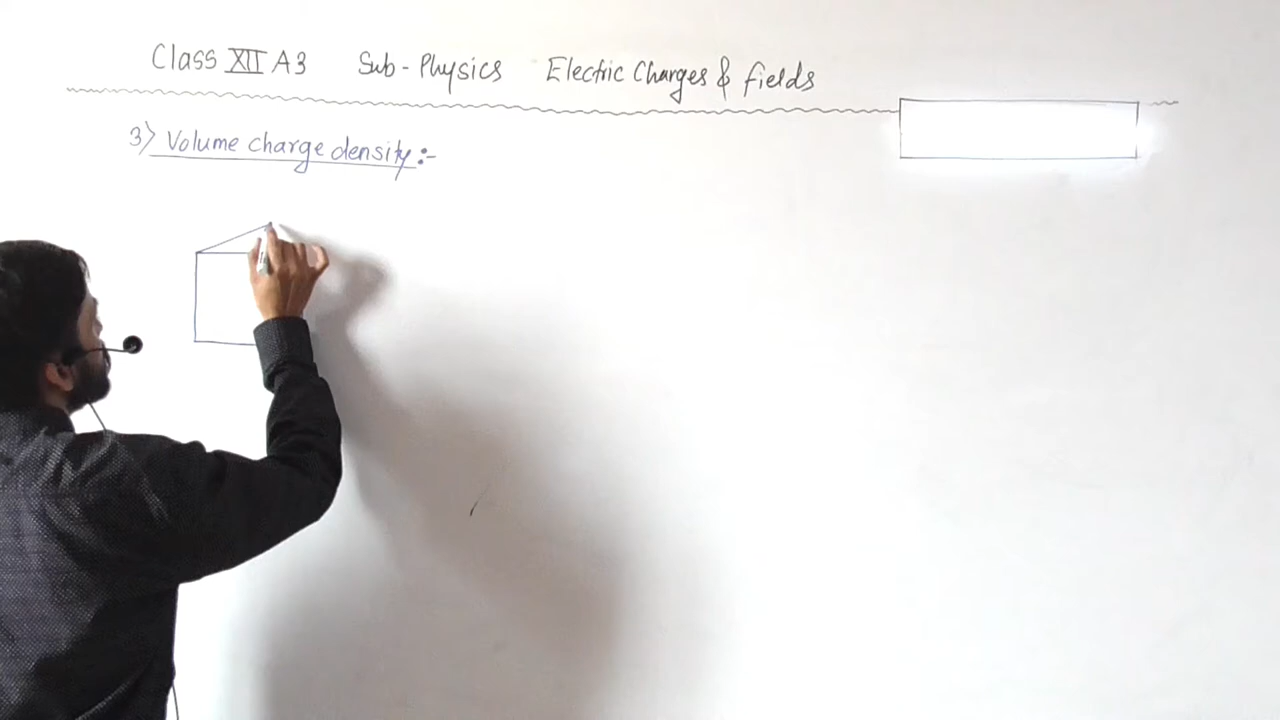 Class XII A3 Sub - Physics Electric Charges & fields
3) Volume charge density :-